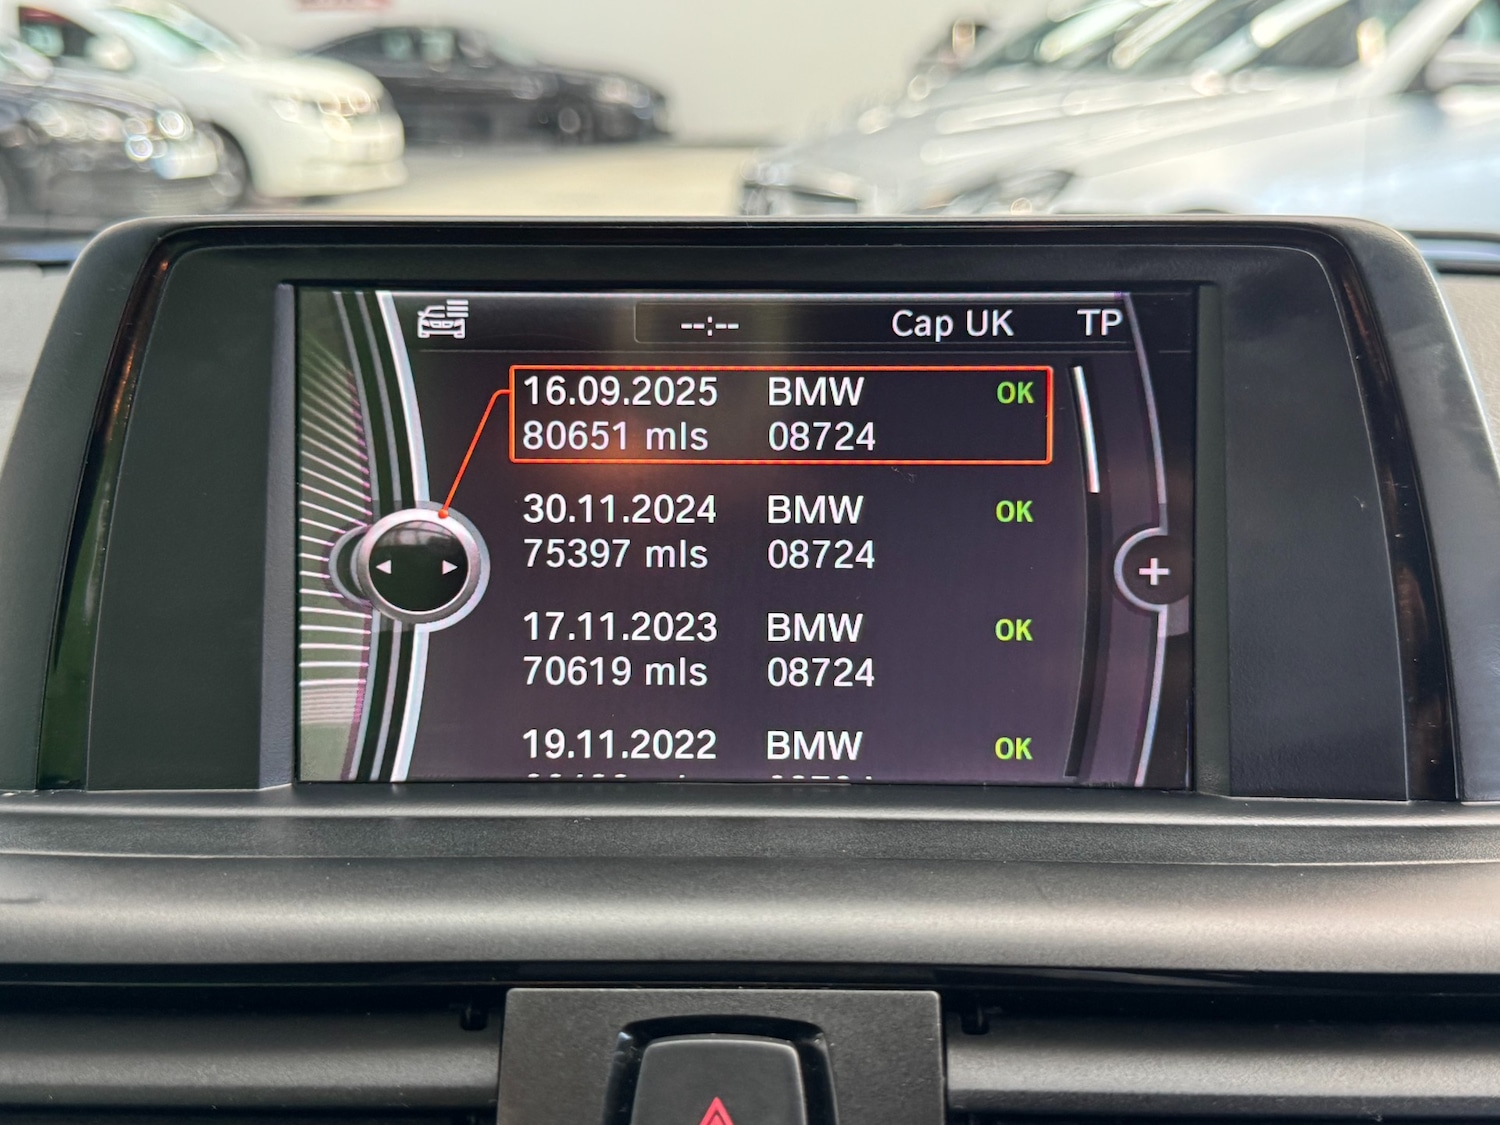 --:-- Cap UK TP
16.09.2025 BMW OK
80651 mls 08724
30.11.2024 BMW OK
75397 mls 08724
17.11.2023 BMW OK
70619 mls 08724
19.11.2022 BMW OK